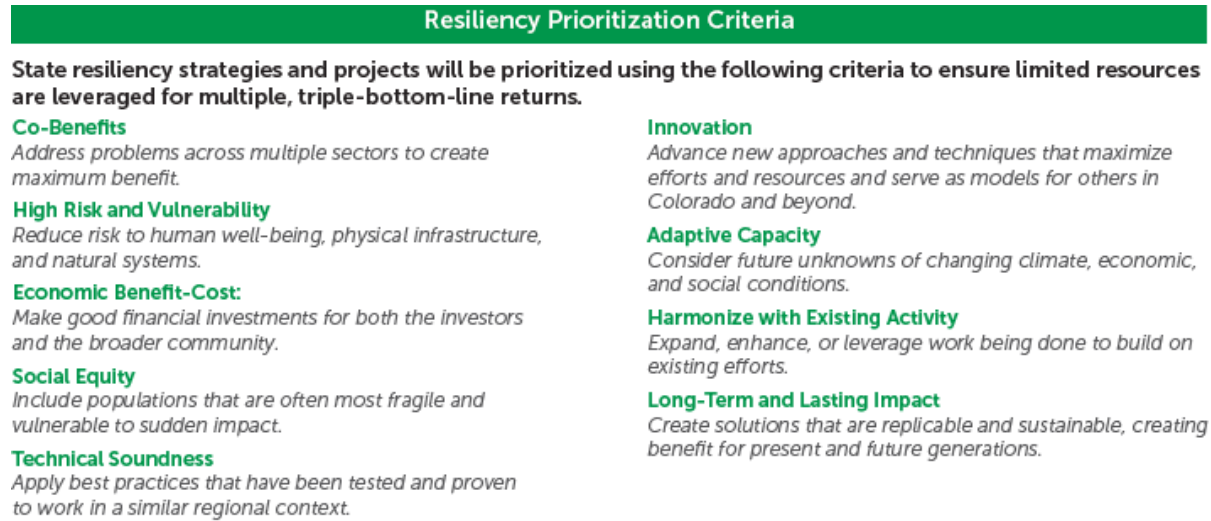 Resiliency Prioritization Criteria
State resiliency strategies and projects will be prioritized using the following criteria to ensure limited resources
are leveraged for multiple, triple-bottom-line returns.
Co-Benefits
Address problems across multiple sectors to create
maximum benefit.
High Risk and Vulnerability
Reduce risk to human well-being, physical infrastructure,
and natural systems.
Economic Benefit-Cost:
Make good financial investments for both the investors
and the broader community.
Social Equity
Include populations that are often most fragile and
vulnerable to sudden impact.
Technical Soundness
Apply best practices that have been tested and proven
to work in a similar regional context.
Innovation
Advance new approaches and techniques that maximize
efforts and resources and serve as models for others in
Colorado and beyond.
Adaptive Capacity
Consider future unknowns of changing climate, economic,
and social conditions.
Harmonize with Existing Activity
Expand, enhance, or leverage work being done to build on
existing efforts.
Long-Term and Lasting Impact
Create solutions that are replicable and sustainable, creating
benefit for present and future generations.